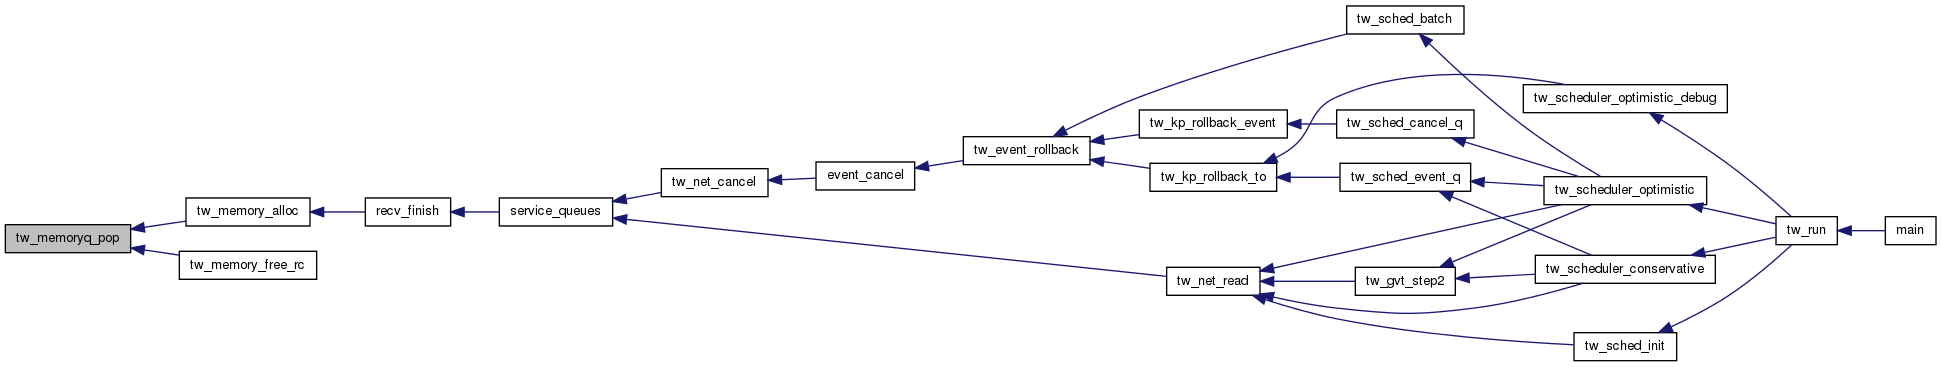 tw_sched_batch
tw_scheduler_optimistic_debug
tw_kp_rollback_event
tw_sched_cancel_q
tw_event_rollback
event_cancel
tw_kp_rollback_to
tw_sched_event_q
tw_net_cancel
tw_scheduler_optimistic
tw_memory_alloc
recv_finish
service_queues
tw_memoryq_pop
tw_run
main
tw_memory_free_rc
tw_scheduler_conservative
tw_net_read
tw_gvt_step2
tw_sched_init